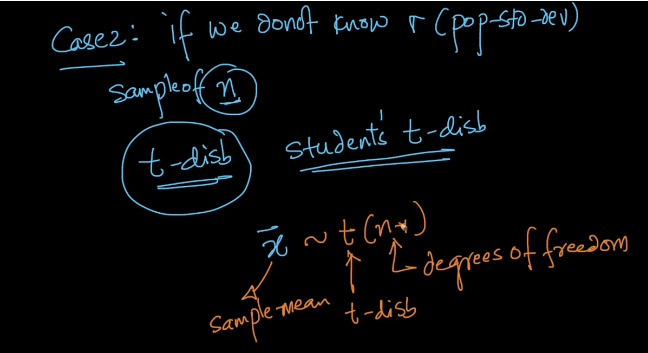 Case2: if we donot know σ (pop-std-dev)
sample of n
t-disb student's t-disb
x̄ ~ t(n-1)
degrees of freedom
sample-mean t-disb